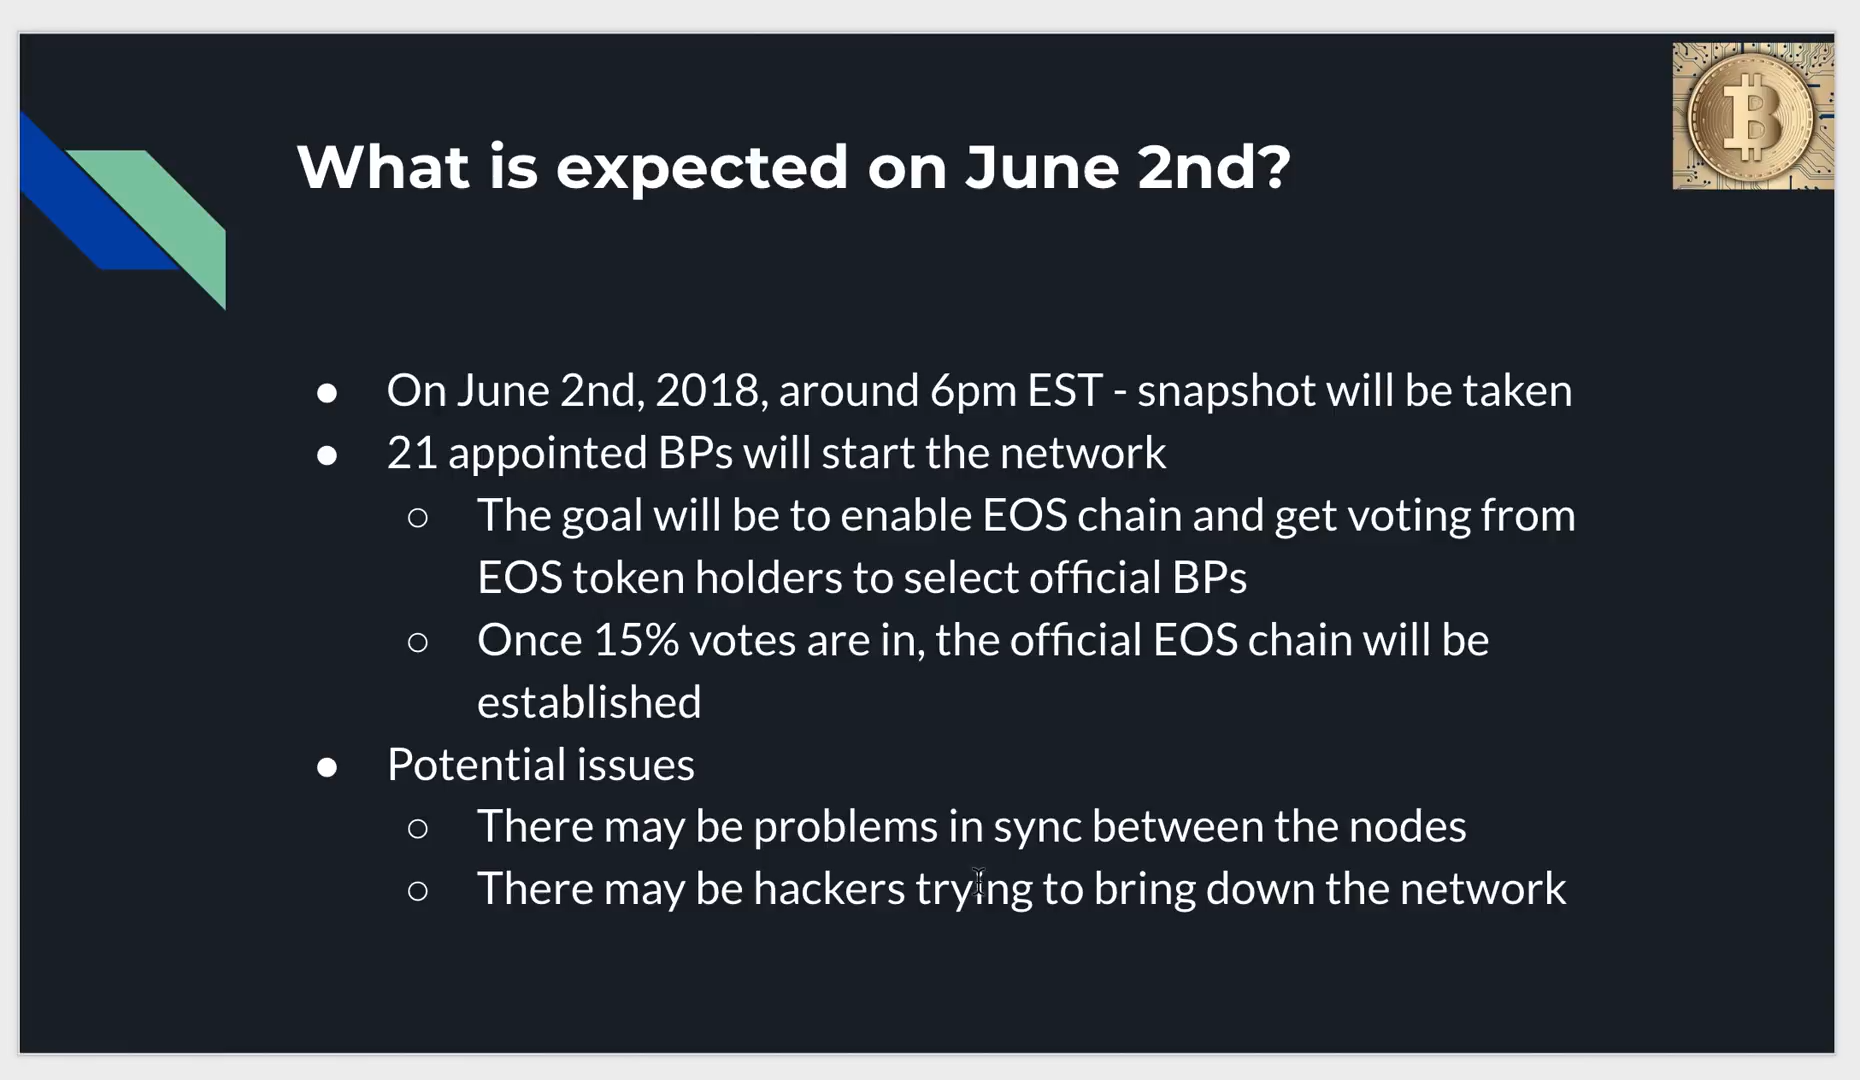 What is expected on June 2nd?
● On June 2nd, 2018, around 6pm EST - snapshot will be taken
● 21 appointed BPs will start the network
○ The goal will be to enable EOS chain and get voting from
EOS token holders to select official BPs
○ Once 15% votes are in, the official EOS chain will be
established
● Potential issues
○ There may be problems in sync between the nodes
○ There may be hackers trying to bring down the network